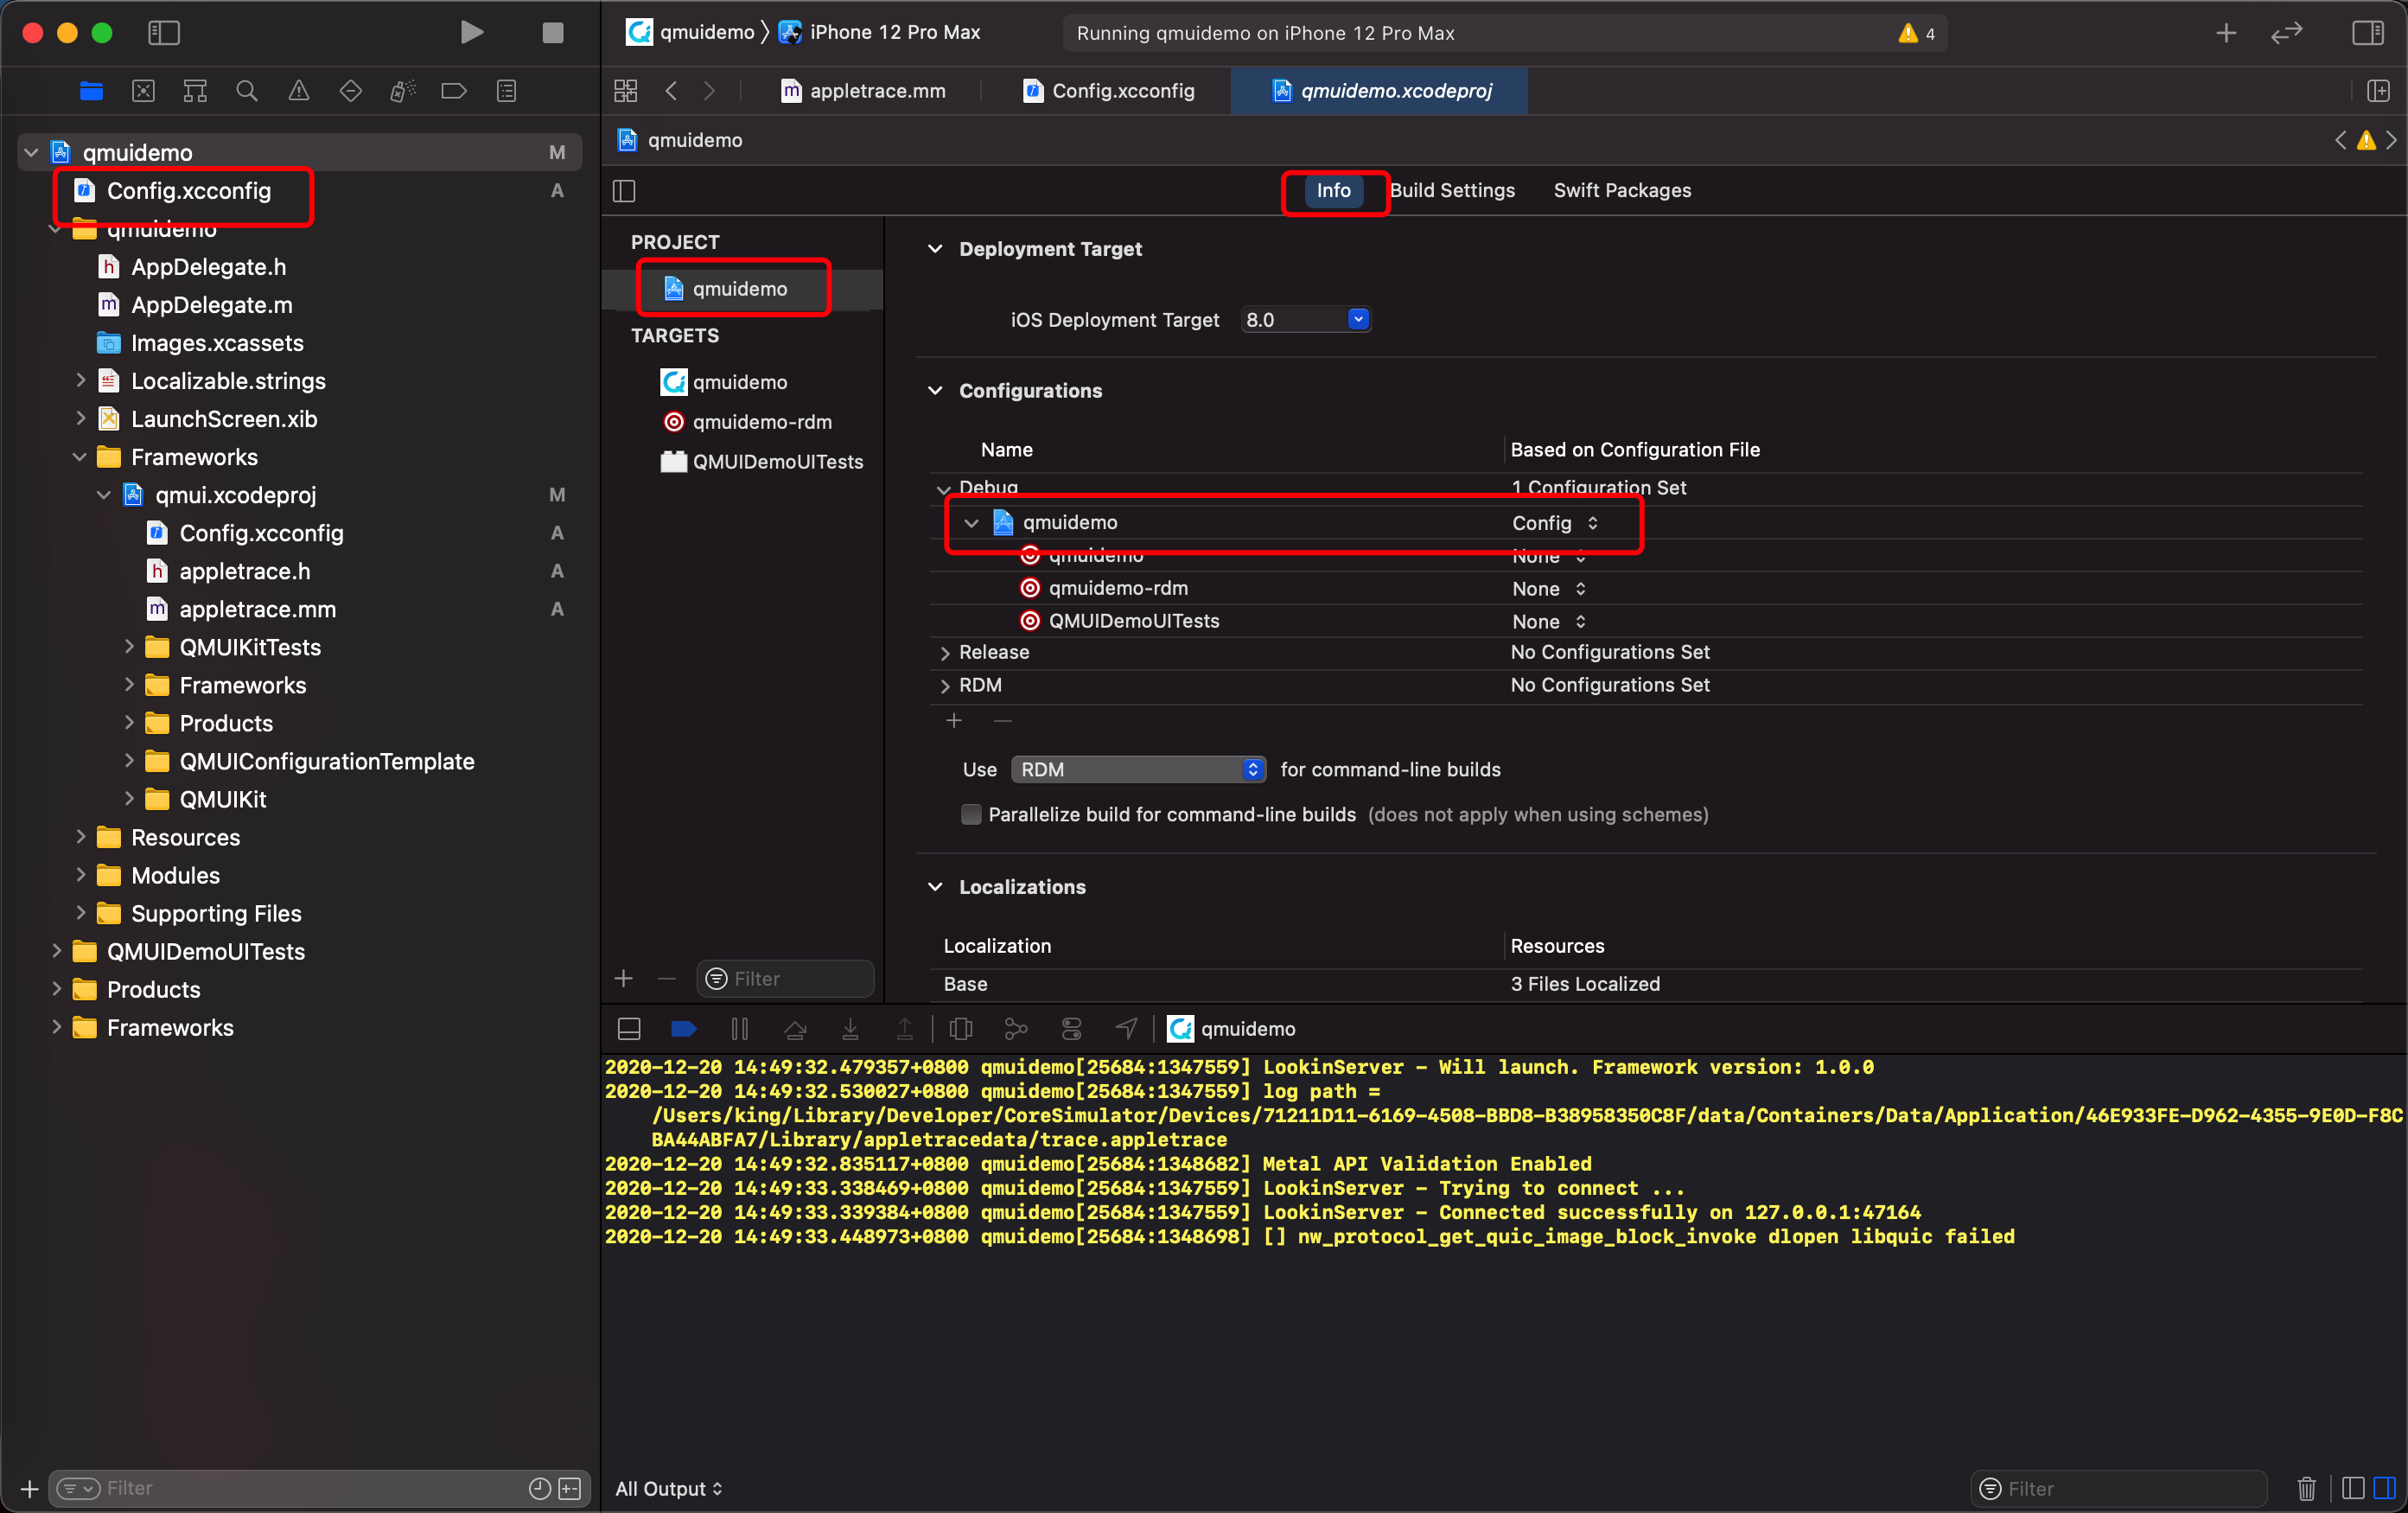 qmuidemo 〉 iPhone 12 Pro Max
Running qmuidemo on iPhone 12 Pro Max
4
appletrace.mm
Config.xcconfig
qmuidemo.xcodeproj
qmuidemo
qmuidemo M
Config.xcconfig A
qmuidemo
AppDelegate.h
AppDelegate.m
Images.xcassets
Localizable.strings
LaunchScreen.xib
Frameworks
qmui.xcodeproj M
Config.xcconfig A
appletrace.h A
appletrace.mm A
QMUIKitTests
Frameworks
Products
QMUIConfigurationTemplate
QMUIKit
Resources
Modules
Supporting Files
QMUIDemoUITests
Products
Frameworks
Filter
Info
Build Settings
Swift Packages
PROJECT
qmuidemo
TARGETS
qmuidemo
qmuidemo-rdm
QMUIDemoUITests
Filter
Deployment Target
iOS Deployment Target 8.0
Configurations
Name Based on Configuration File
Debug 1 Configuration Set
qmuidemo Config
qmuidemo None
qmuidemo-rdm None
QMUIDemoUITests None
Release No Configurations Set
RDM No Configurations Set
Use RDM for command-line builds
Parallelize build for command-line builds (does not apply when using schemes)
Localizations
Localization Resources
Base 3 Files Localized
qmuidemo
2020-12-20 14:49:32.479357+0800 qmuidemo[25684:1347559] LookinServer - Will launch. Framework version: 1.0.0
2020-12-20 14:49:32.530027+0800 qmuidemo[25684:1347559] log path =
/Users/king/Library/Developer/CoreSimulator/Devices/71211D11-6169-4508-BBD8-B38958350C8F/data/Containers/Data/Application/46E933FE-D962-4355-9E0D-F8C
BA44ABFA7/Library/appletracedata/trace.appletrace
2020-12-20 14:49:32.835117+0800 qmuidemo[25684:1348682] Metal API Validation Enabled
2020-12-20 14:49:33.338469+0800 qmuidemo[25684:1347559] LookinServer - Trying to connect ...
2020-12-20 14:49:33.339384+0800 qmuidemo[25684:1347559] LookinServer - Connected successfully on 127.0.0.1:47164
2020-12-20 14:49:33.448973+0800 qmuidemo[25684:1348698] [] nw_protocol_get_quic_image_block_invoke dlopen libquic failed
All Output
Filter